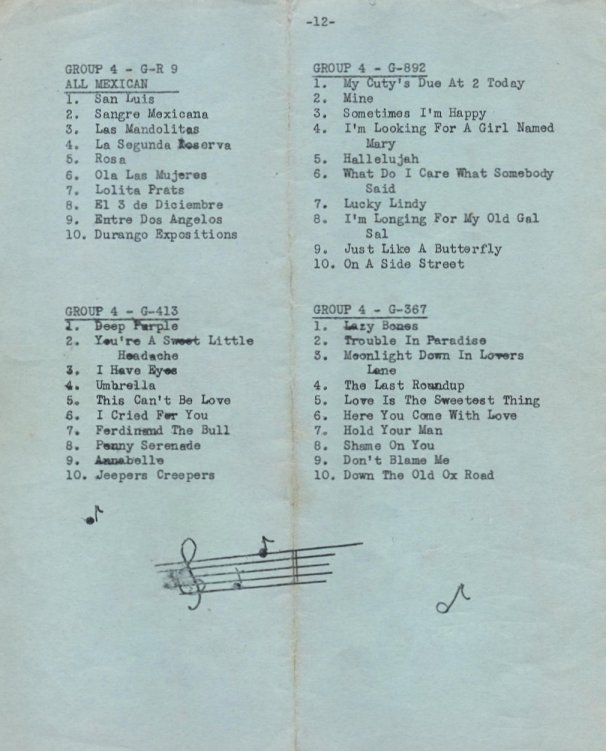 -12-
GROUP 4 - G-R 9
ALL MEXICAN
1. San Luis
2. Sangre Mexicana
3. Las Mandolitas
4. La Segunda Reserva
5. Rosa
6. Ola Las Mujeres
7. Lolita Prats
8. El 3 de Diciembre
9. Entre Dos Angelos
10. Durango Expositions
GROUP 4 - G-892
1. My Cuty's Due At 2 Today
2. Mine
3. Sometimes I'm Happy
4. I'm Looking For A Girl Named
Mary
5. Hallelujah
6. What Do I Care What Somebody
Said
7. Lucky Lindy
8. I'm Longing For My Old Gal
Sal
9. Just Like A Butterfly
10. On A Side Street
GROUP 4 - G-413
1. Deep Purple
2. You're A Sweet Little
Headache
3. I Have Eyes
4. Umbrella
5. This Can't Be Love
6. I Cried For You
7. Ferdinand The Bull
8. Penny Serenade
9. Annabelle
10. Jeepers Creepers
GROUP 4 - G-367
1. Lazy Bones
2. Trouble In Paradise
3. Moonlight Down In Lovers
Lane
4. The Last Roundup
5. Love Is The Sweetest Thing
6. Here You Come With Love
7. Hold Your Man
8. Shame On You
9. Don't Blame Me
10. Down The Old Ox Road